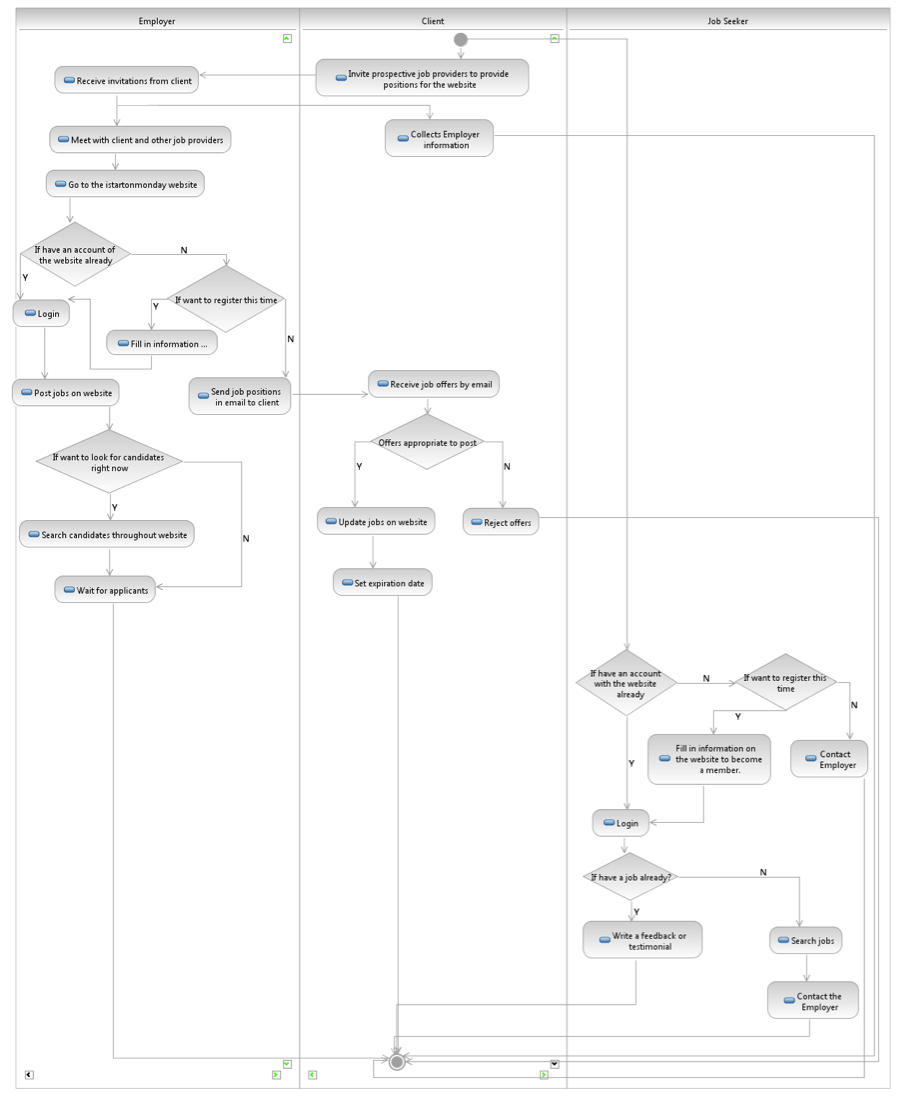 Employer
Client
Job Seeker
Invite prospective job providers to provide
positions for the website
Receive invitations from client
Meet with client and other job providers
Collects Employer
information
Go to the istartonmonday website
If have an account of
the website already
N
Y
If want to register this time
Y
N
Login
Fill in information ...
Post jobs on website
Send job positions
in email to client
Receive job offers by email
If want to look for candidates
right now
Y
N
Offers appropriate to post
Y
N
Search candidates throughout website
Wait for applicants
Update jobs on website
Reject offers
Set expiration date
If have an account
with the website
already
N
Y
If want to register this
time
Y
N
Fill in information on
the website to become
a member.
Contact
Employer
Login
If have a job already?
N
Y
Write a feedback or
testimonial
Search jobs
Contact the
Employer